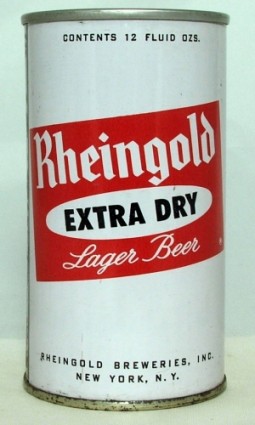 CONTENTS 12 FLUID OZS.
Rheingold
EXTRA DRY
Lager Beer
RHEINGOLD BREWERIES, INC.
NEW YORK, N.Y.